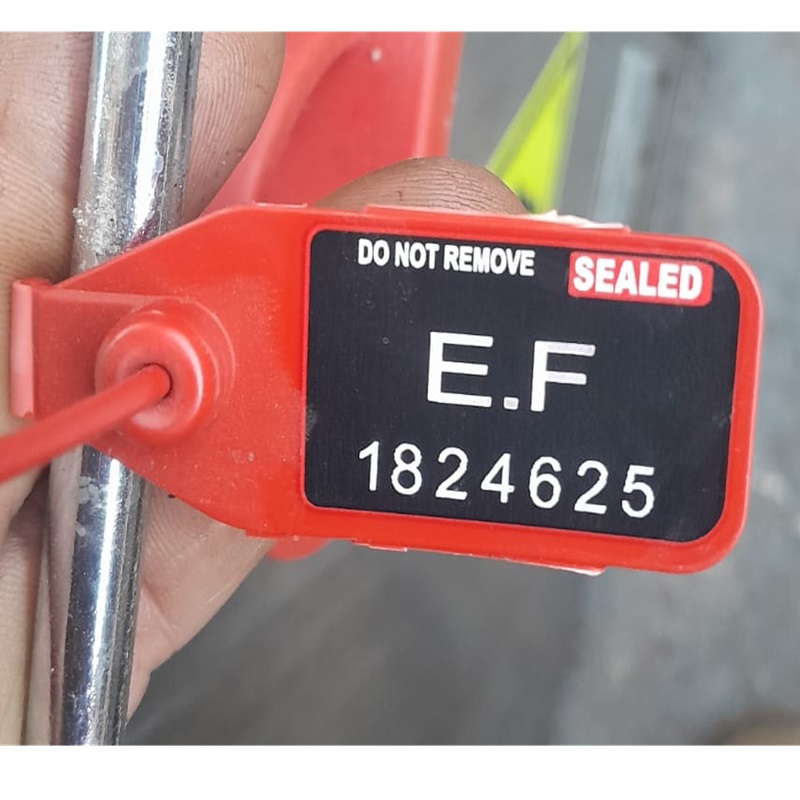 DO NOT REMOVE SEALED
E.F
1824625